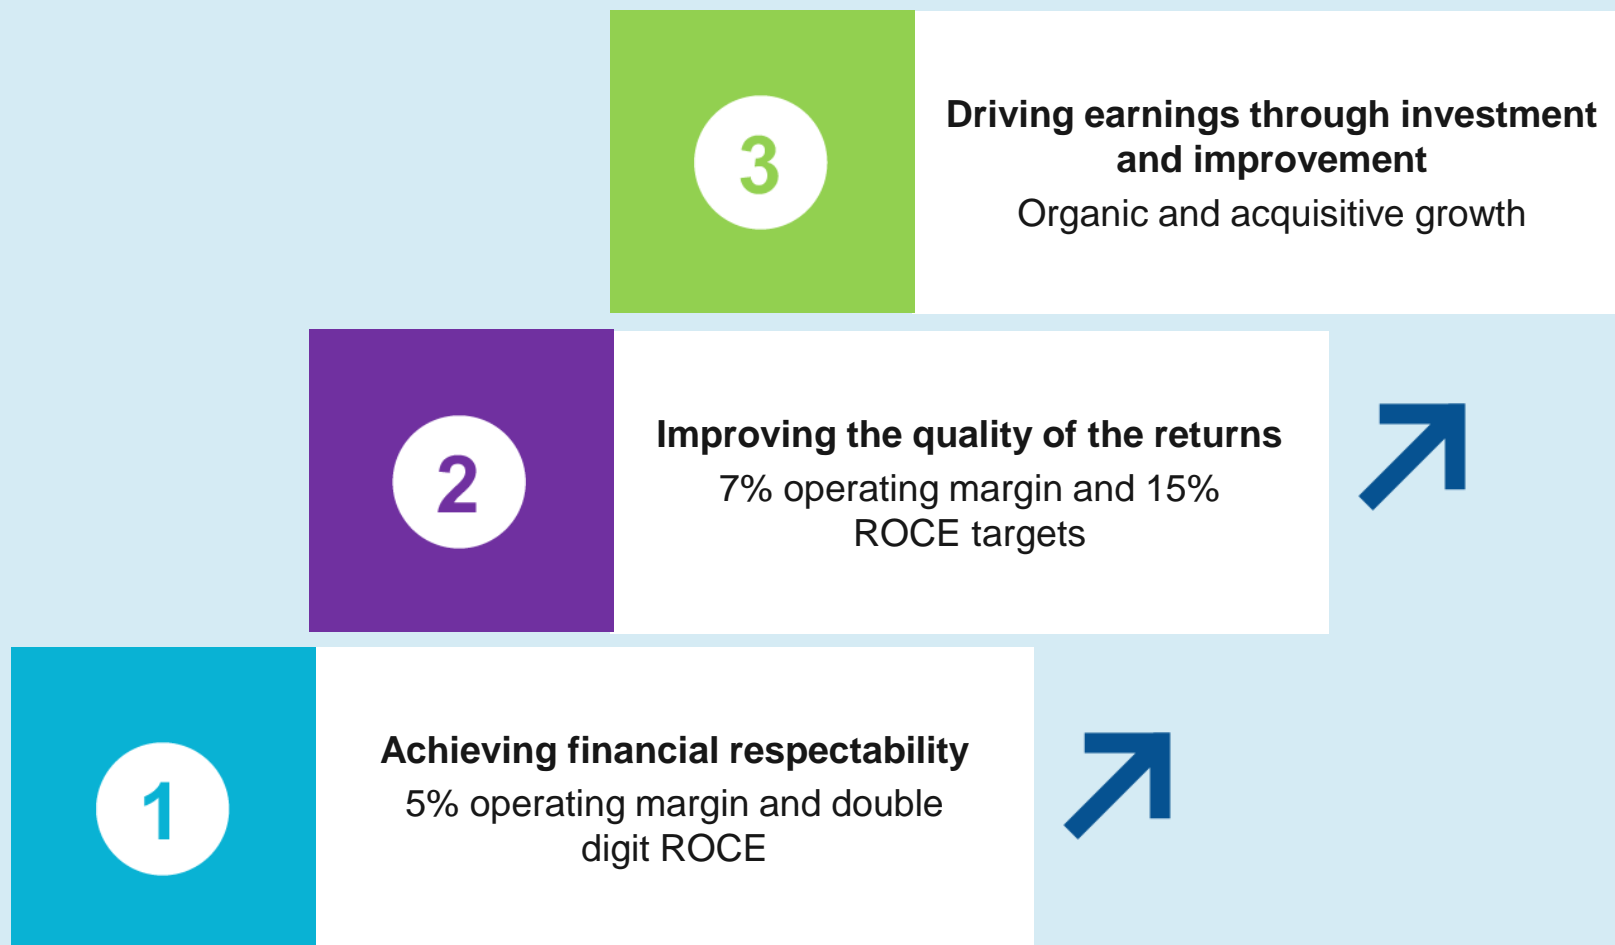 3
Driving earnings through investment
and improvement
Organic and acquisitive growth
2
Improving the quality of the returns
7% operating margin and 15%
ROCE targets
1
Achieving financial respectability
5% operating margin and double
digit ROCE